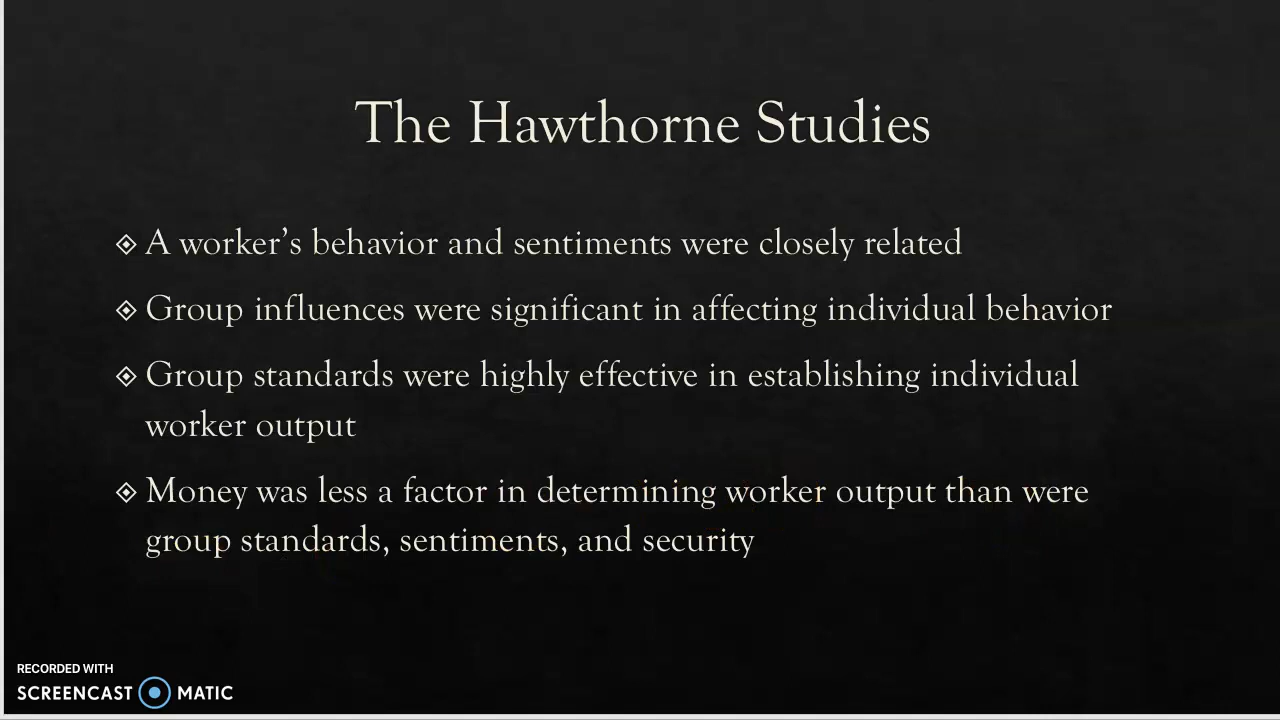 The Hawthorne Studies
A worker’s behavior and sentiments were closely related
Group influences were significant in affecting individual behavior
Group standards were highly effective in establishing individual
worker output
Money was less a factor in determining worker output than were
group standards, sentiments, and security
RECORDED WITH
SCREENCAST MATIC